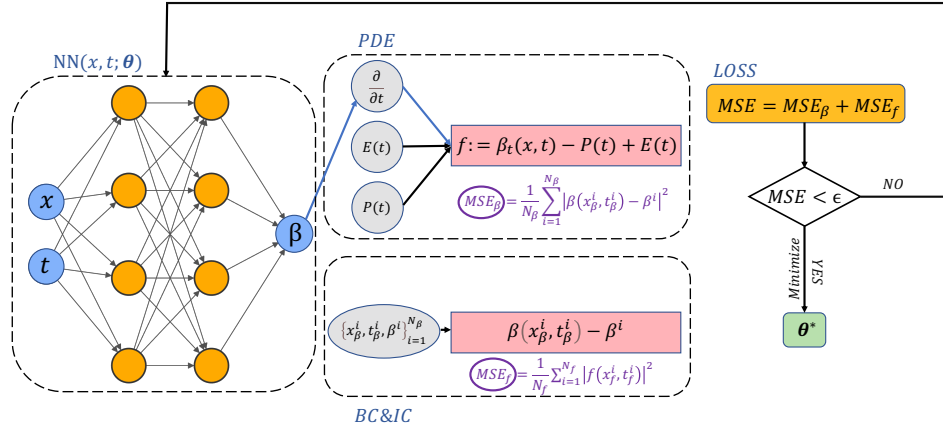 NN(x, t; θ)
x
t
β
PDE
∂/∂t
E(t)
P(t)
f := β_t(x, t) − P(t) + E(t)
MSE_β = 1/N_β ∑_{i=1}^{N_β} |β(x_β^i, t_β^i) − β^i|^2
{x_β^i, t_β^i, β^i}_{i=1}^{N_β}
β(x_β^i, t_β^i) − β^i
MSE_f = 1/N_f ∑_{i=1}^{N_f} |f(x_f^i, t_f^i)|^2
BC&IC
LOSS
MSE = MSE_β + MSE_f
MSE < ϵ
NO
Minimize
YES
θ*